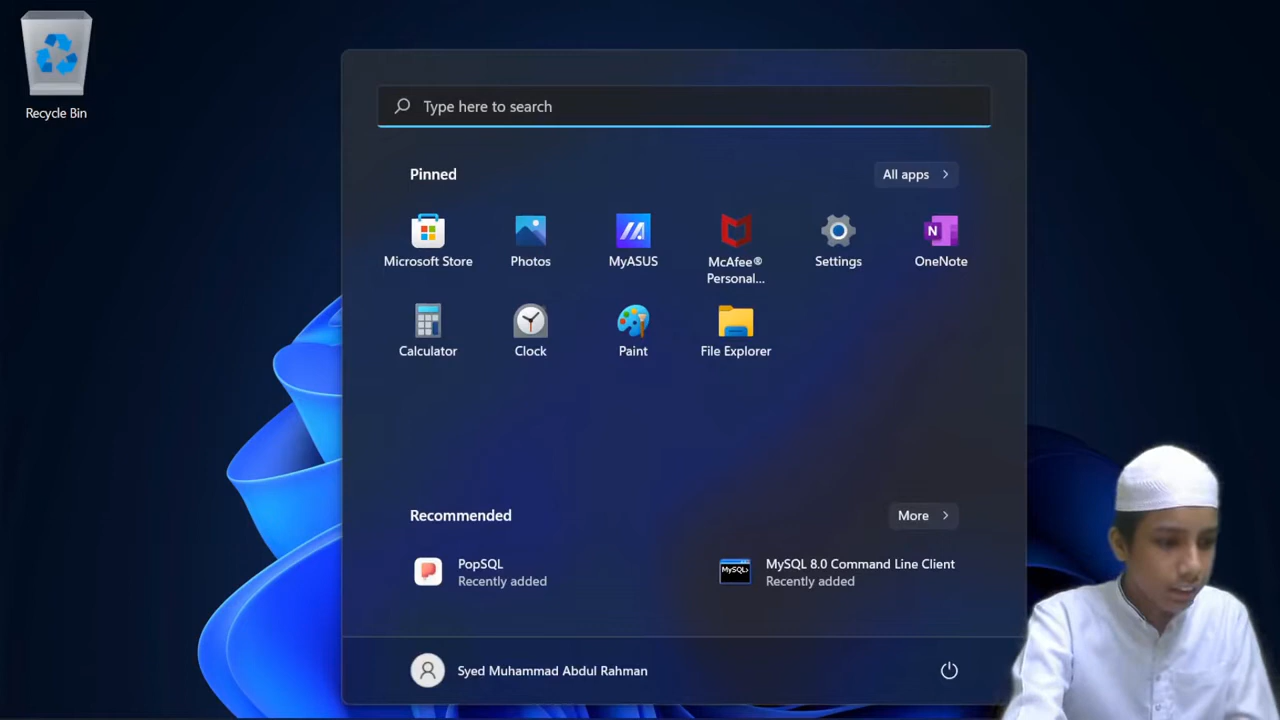 Recycle Bin
Type here to search
Pinned
All apps
Microsoft Store
Photos
MyASUS
McAfee®
Personal...
Settings
OneNote
Calculator
Clock
Paint
File Explorer
Recommended
More
PopSQL
Recently added
MySQL>
MySQL 8.0 Command Line Client
Recently added
Syed Muhammad Abdul Rahman